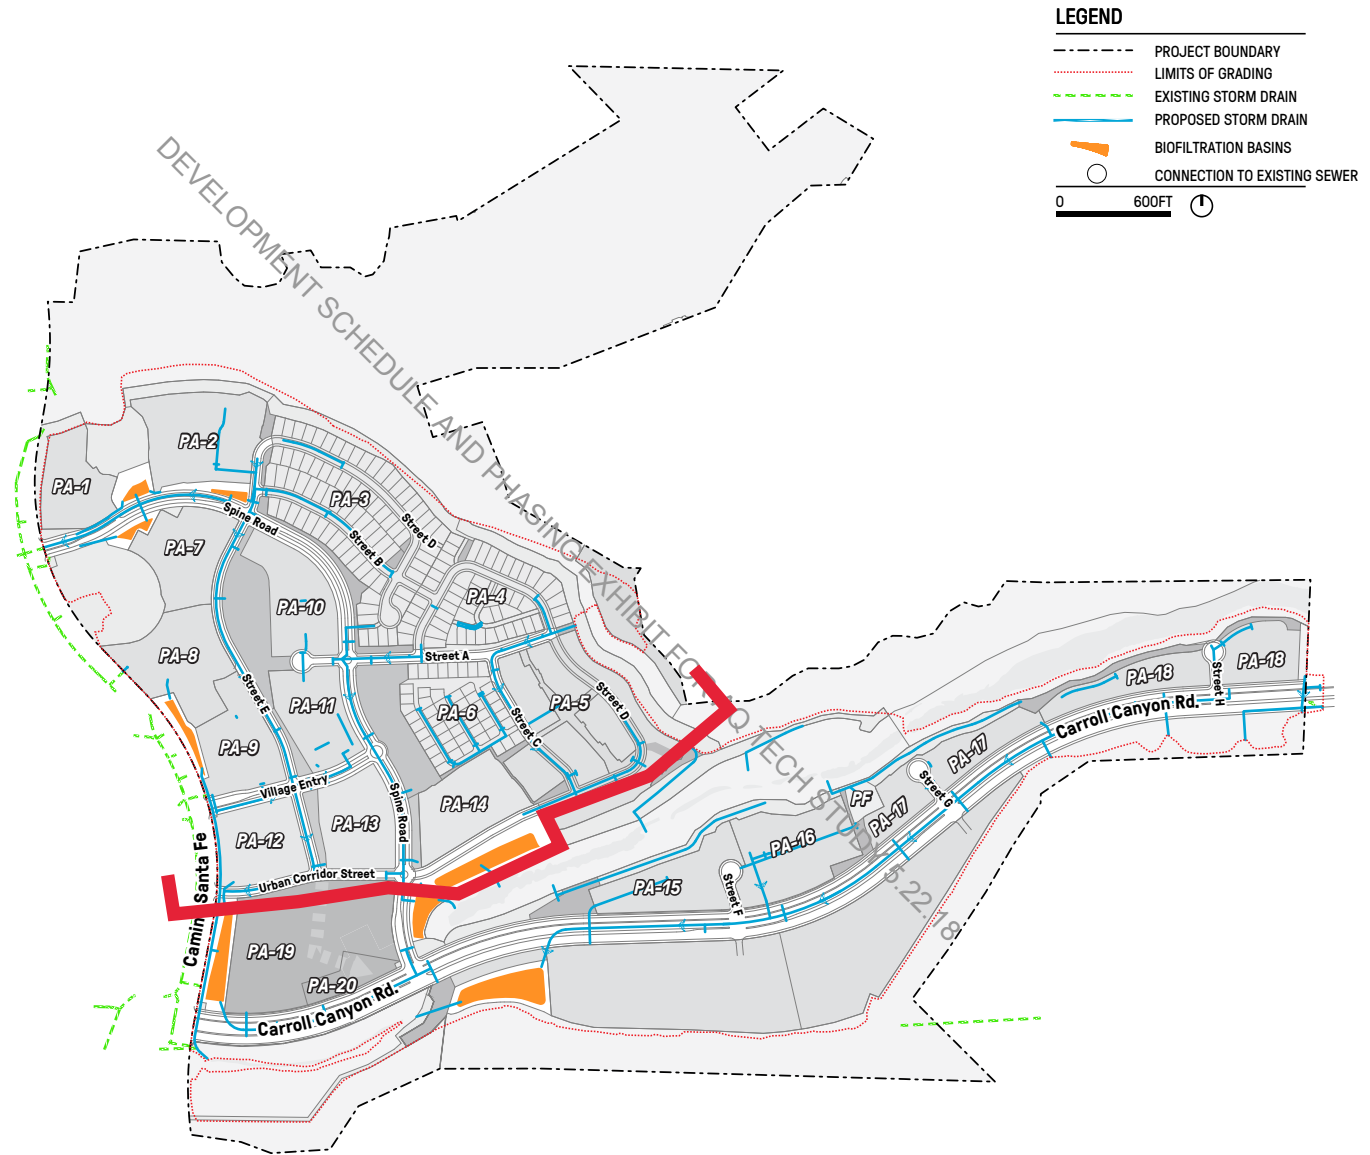 LEGEND
PROJECT BOUNDARY
LIMITS OF GRADING
EXISTING STORM DRAIN
PROPOSED STORM DRAIN
BIOFILTRATION BASINS
CONNECTION TO EXISTING SEWER
0 600FT
DEVELOPMENT SCHEDULE AND PHASING EXHIBIT FOR AQ TECH STUDY 5.22.18
PA-2
PA-1
PA-3
Spine Road
Street D
Street B
PA-7
PA-10
PA-4
PA-8
Street A
PA-18
PA-18
Street H
Street E
PA-11
PA-6
Street C
PA-5
Street D
Carroll Canyon Rd.
PA-9
PA-17
Village Entry
Spine Road
PA-14
Street G
PF
PA-17
PA-12
PA-13
PA-16
Camino Santa Fe
Urban Corridor Street
PA-15
Street F
PA-19
PA-20
Carroll Canyon Rd.